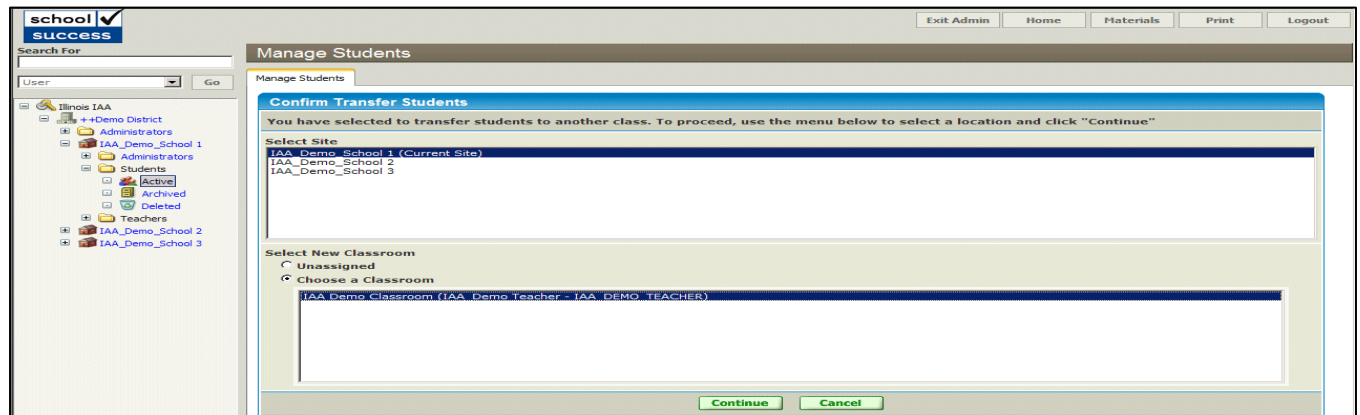 school
success
Exit Admin
Home
Materials
Print
Logout
Search For
User
Go
Illinois IAA
++Demo District
Administrators
IAA_Demo_School 1
Administrators
Students
Active
Archived
Deleted
Teachers
IAA_Demo_School 2
IAA_Demo_School 3
Manage Students
Manage Students
Confirm Transfer Students
You have selected to transfer students to another class. To proceed, use the menu below to select a location and click "Continue"
Select Site
IAA_Demo_School 1 (Current Site)
IAA_Demo_School 2
IAA_Demo_School 3
Select New Classroom
Unassigned
Choose a Classroom
IAA Demo Classroom (IAA_Demo Teacher - IAA_DEMO_TEACHER)
Continue
Cancel